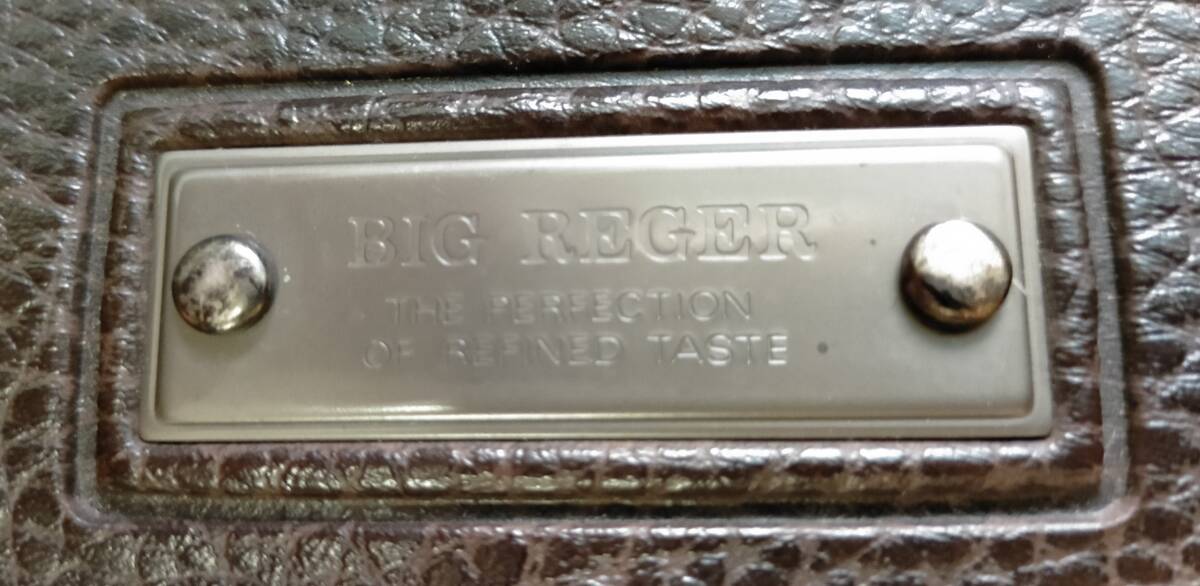 BIG REGER
THE PERFECTION
OF REFINED TASTE